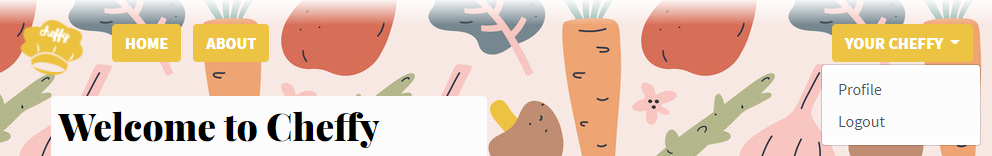 cheffy
HOME
ABOUT
YOUR CHEFFY
Profile
Logout
Welcome to Cheffy